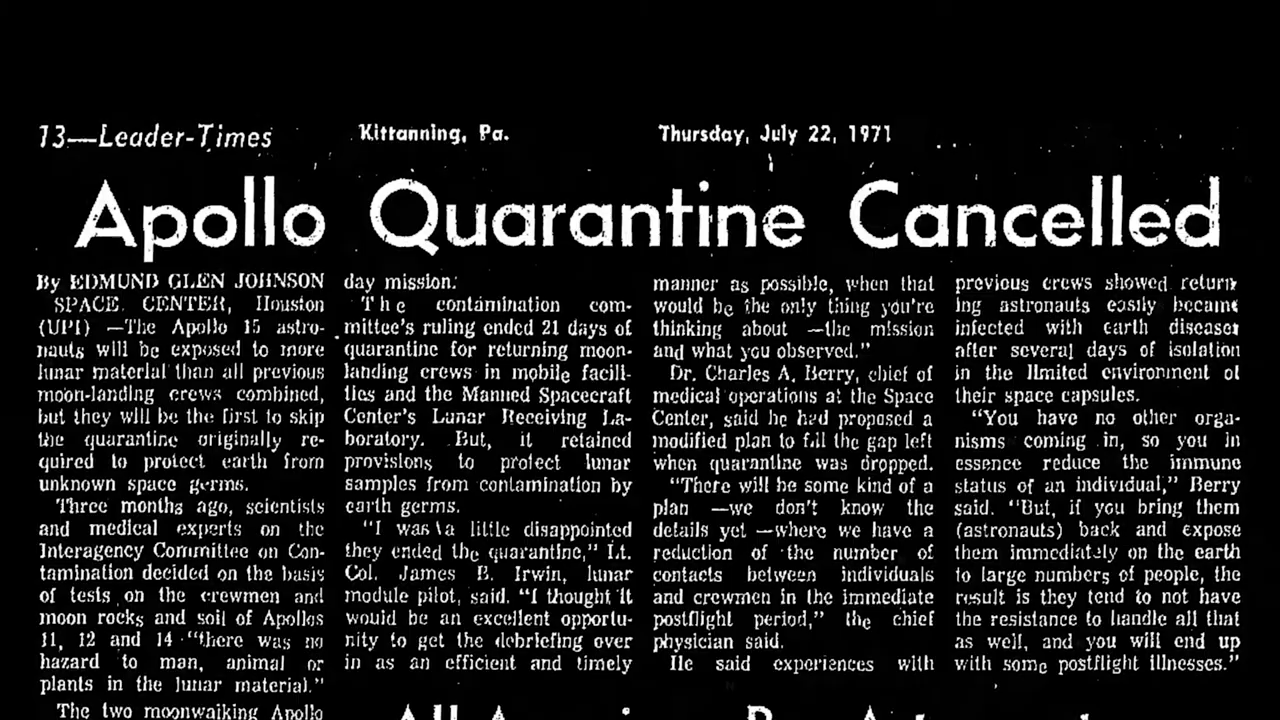 13—Leader-Times
Kittanning, Pa.
Thursday, July 22, 1971
Apollo Quarantine Cancelled
By EDMUND GLEN JOHNSON
SPACE CENTER, Houston
(UPI) —The Apollo 15 astro-
nauts will be exposed to more
lunar material than all previous
moon-landing crews combined,
but they will be the first to skip
the quarantine originally re-
quired to protect earth from
unknown space germs.
Three months ago, scientists
and medical experts on the
Interagency Committee on Con-
tamination decided on the basis
of tests on the crewmen and
moon rocks and soil of Apollos
11, 12 and 14 "there was no
hazard to man, animal or
plants in the lunar material."
The two moonwalking Apollo
day mission.
The contamination com-
mittee's ruling ended 21 days of
quarantine for returning moon-
landing crews in mobile facili-
ties and the Manned Spacecraft
Center's Lunar Receiving La-
boratory. But, it retained
provisions to protect lunar
samples from contamination by
earth germs.
"I was a little disappointed
they ended the quarantine," Lt.
Col. James B. Irwin, lunar
module pilot, said. "I thought it
would be an excellent opportu-
nity to get the debriefing over
in as an efficient and timely
manner as possible, when that
would be the only thing you're
thinking about —the mission
and what you observed."
Dr. Charles A. Berry, chief of
medical operations at the Space
Center, said he had proposed a
modified plan to fill the gap left
when quarantine was dropped.
"There will be some kind of a
plan —we don't know the
details yet —where we have a
reduction of the number of
contacts between individuals
and crewmen in the immediate
postflight period," the chief
physician said.
He said experiences with
previous crews showed return
ing astronauts easily became
infected with earth diseases
after several days of isolation
in the limited environment of
their space capsules.
"You have no other orga-
nisms coming in, so you in
essence reduce the immune
status of an individual," Berry
said. "But, if you bring them
(astronauts) back and expose
them immediately on the earth
to large numbers of people, the
result is they tend to not have
the resistance to handle all that
as well, and you will end up
with some postflight illnesses."